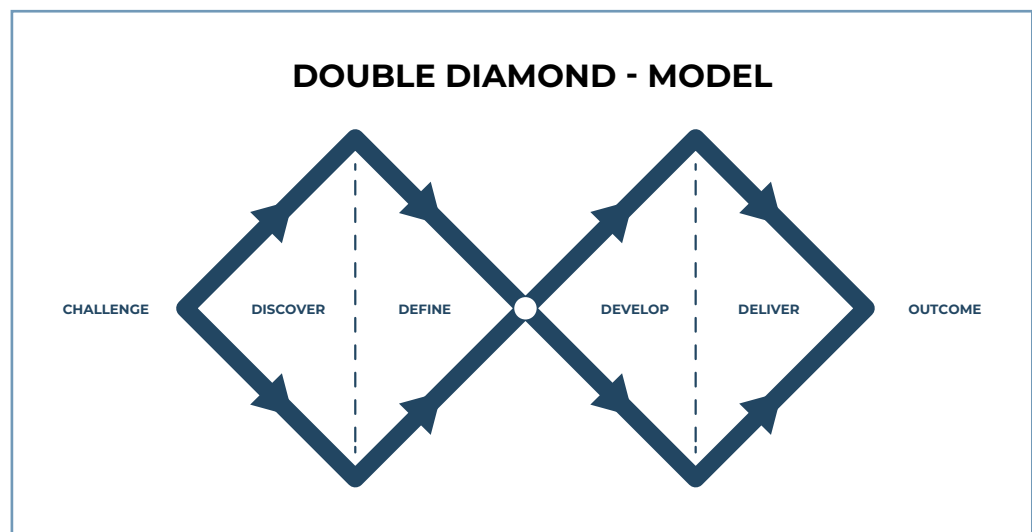 DOUBLE DIAMOND - MODEL
CHALLENGE DISCOVER DEFINE DEVELOP DELIVER OUTCOME